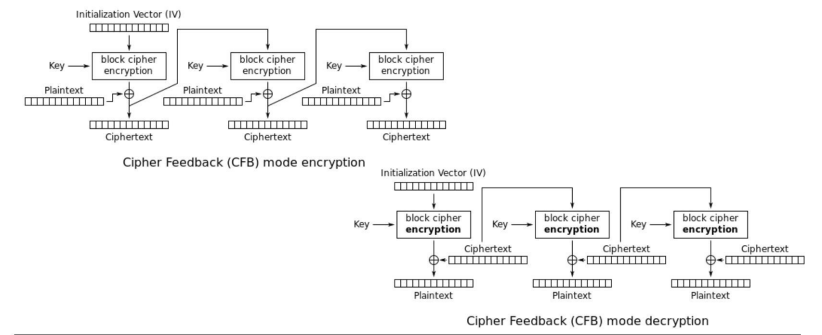 Initialization Vector (IV)
Key
block cipher
encryption
Key
block cipher
encryption
Key
block cipher
encryption
Plaintext
Plaintext
Plaintext
Ciphertext
Ciphertext
Ciphertext
Cipher Feedback (CFB) mode encryption
Initialization Vector (IV)
Key
block cipher
encryption
Key
block cipher
encryption
Key
block cipher
encryption
Ciphertext
Ciphertext
Ciphertext
Plaintext
Plaintext
Plaintext
Cipher Feedback (CFB) mode decryption